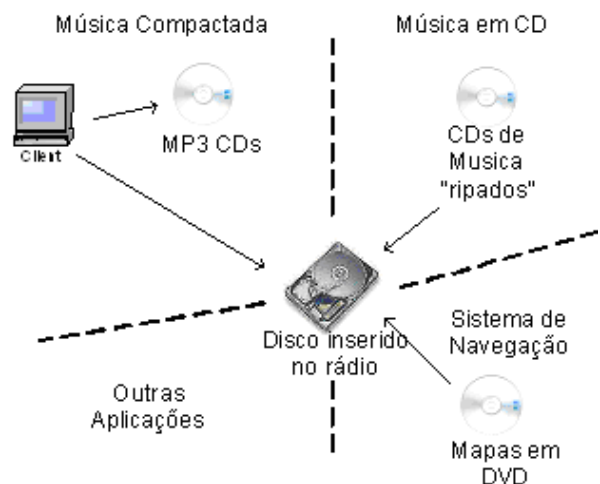 Música Compactada
Música em CD
Client
MP3 CDs
CDs de
Musica
"ripados"
Disco inserido
no rádio
Sistema de
Navegação
Outras
Aplicações
Mapas em
DVD